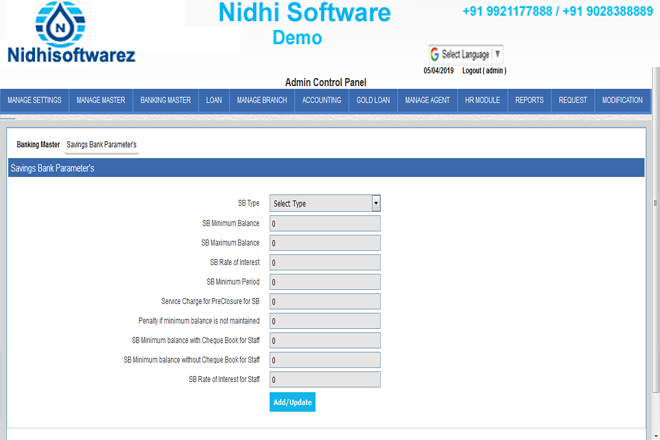 Nidhi Software
Demo
+91 9921177888 / +91 9028388889
N
Nidhisoftwarez
G Select Language ▼
05/04/2019 Logout ( admin )
Admin Control Panel
MANAGE SETTINGS MANAGE MASTER BANKING MASTER LOAN MANAGE BRANCH ACCOUNTING GOLD LOAN MANAGE AGENT HR MODULE REPORTS REQUEST MODIFICATION
Banking Master Savings Bank Parameter's
Savings Bank Parameter's
SB Type Select Type
SB Minimum Balance 0
SB Maximum Balance 0
SB Rate of Interest 0
SB Minimum Period 0
Service Charge for PreClosure for SB 0
Penalty if minimum balance is not maintained 0
SB Minimum balance with Cheque Book for Staff 0
SB Minimum balance without Cheque Book for Staff 0
SB Rate of Interest for Staff 0
Add/Update